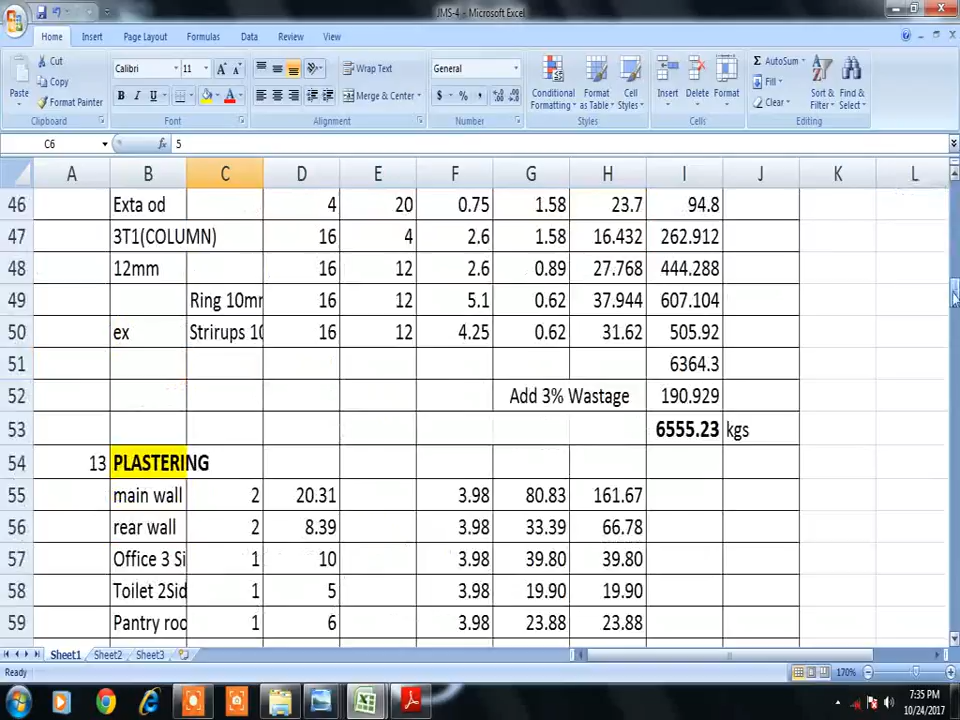 JMS-4 - Microsoft Excel
Home Insert Page Layout Formulas Data Review View
Cut
Copy
Format Painter
Paste
Calibri 11
B I U
Wrap Text
Merge & Center
General
$ % ,
Conditional Formatting
Format as Table
Cell Styles
Insert
Delete
Format
AutoSum
Fill
Clear
Sort & Filter
Find & Select
Clipboard Font Alignment Number Styles Cells Editing
C6 fx 5
A B C D E F G H I J K L
46 Exta od 4 20 0.75 1.58 23.7 94.8
47 3T1(COLUMN) 16 4 2.6 1.58 16.432 262.912
48 12mm 16 12 2.6 0.89 27.768 444.288
49 Ring 10mr 16 12 5.1 0.62 37.944 607.104
50 ex Strirups 10 16 12 4.25 0.62 31.62 505.92
51 6364.3
52 Add 3% Wastage 190.929
53 6555.23 kgs
54 13 PLASTERING
55 main wall 2 20.31 3.98 80.83 161.67
56 rear wall 2 8.39 3.98 33.39 66.78
57 Office 3 Si 1 10 3.98 39.80 39.80
58 Toilet 2Sid 1 5 3.98 19.90 19.90
59 Pantry roo 1 6 3.98 23.88 23.88
Sheet1 Sheet2 Sheet3
Ready 170%
7:35 PM
10/24/2017